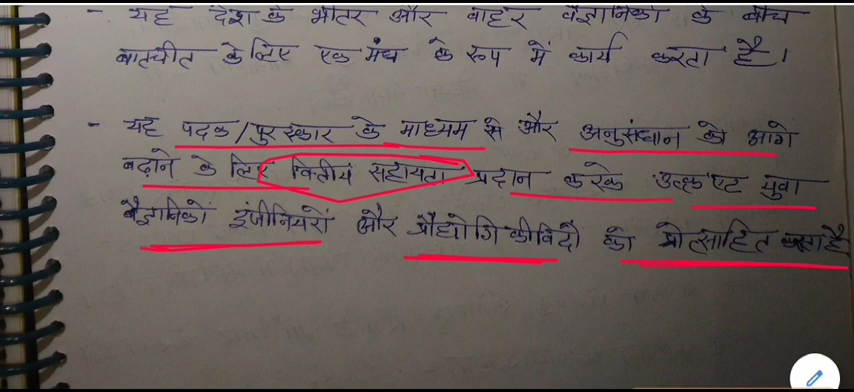 - यह देश के भीतर और बाहर वैज्ञानिकों के बीच
बातचीत के लिए एक मंच के रूप में कार्य करता है।
- यह पदक/पुरस्कार के माध्यम से और अनुसंधान को आगे
बढ़ाने के लिए वित्तीय सहायता प्रदान करके उत्कृष्ट युवा
वैज्ञानिकों इंजीनियरों और प्रौद्योगिकीविदों को प्रोत्साहित करता है